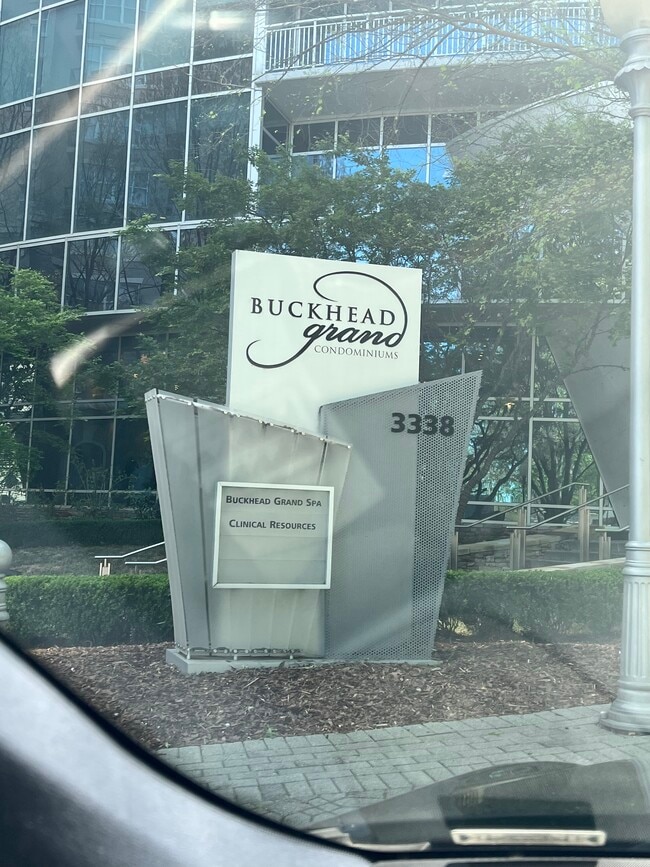 BUCKHEAD
grand
CONDOMINIUMS
3338
BUCKHEAD GRAND SPA
CLINICAL RESOURCES